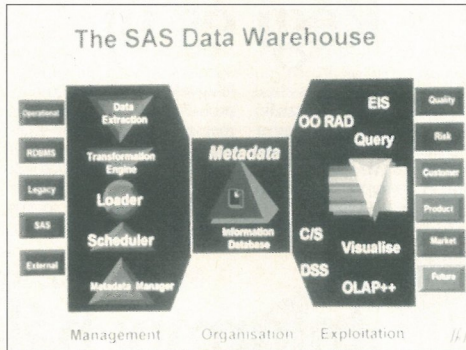 The SAS Data Warehouse
Operational
RDBMS
Legacy
SAS
External
Data
Extraction
Transformation
Engine
Loader
Scheduler
Metadata Manager
Metadata
Information
Database
EIS
OO RAD
Query
C/S
Visualise
DSS
OLAP++
Quality
Risk
Customer
Product
Market
Future
Management Organisation Exploitation